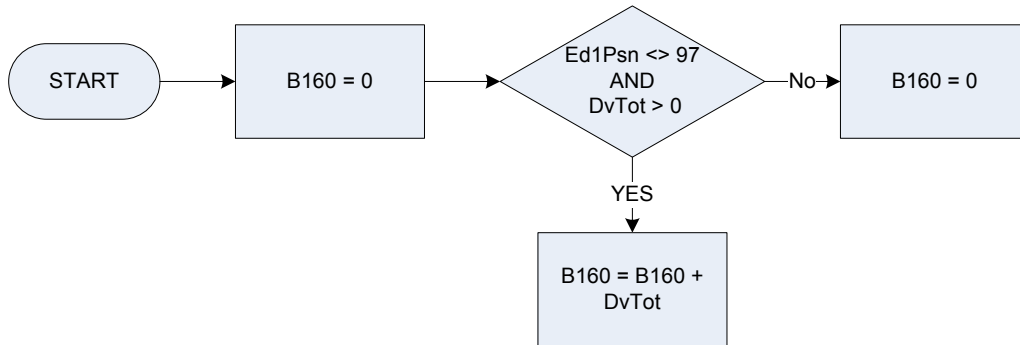 START
B160 = 0
Ed1Psn <> 97
AND
DvTot > 0
No
B160 = 0
YES
B160 = B160 +
DvTot